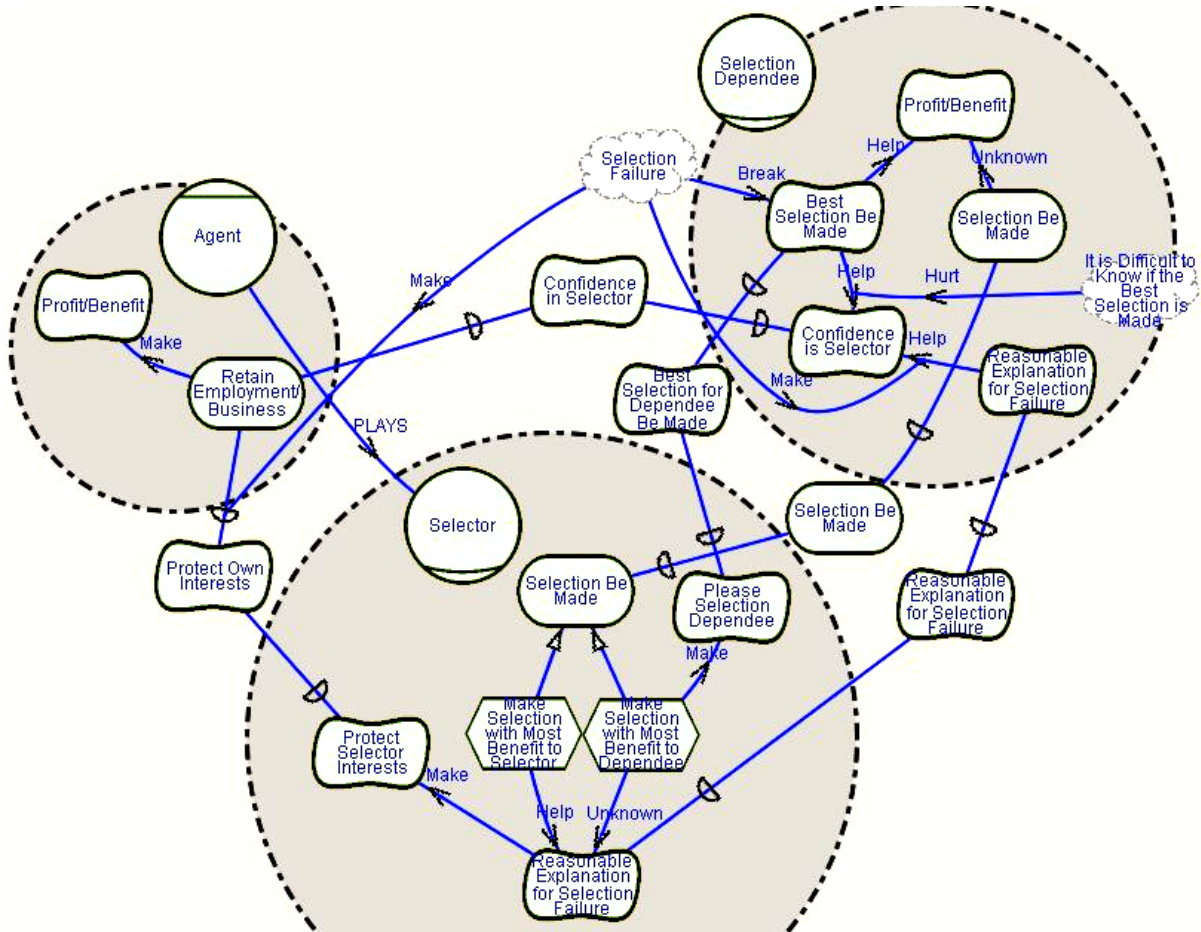 Selection
Dependee
Profit/Benefit
Help
Unknown
Selection
Failure
Break
Best
Selection Be
Made
Selection Be
Made
Agent
It is Difficult to
Know if the
Best
Selection is
Made
Help
Hurt
Make
Confidence
in Selector
Profit/Benefit
Make
Confidence
is Selector
Help
Reasonable
Explanation
for Selection
Failure
Retain
Employment/
Business
Best
Selection for
Dependee
Be Made
Make
PLAYS
Selector
Selection Be
Made
Protect Own
Interests
Selection Be
Made
Please
Selection
Dependee
Reasonable
Explanation
for Selection
Failure
Make
Make
Selection
with Most
Benefit to
Selector
Make
Selection
with Most
Benefit to
Dependee
Protect
Selector
Interests
Make
Help
Unknown
Reasonable
Explanation
for Selection
Failure